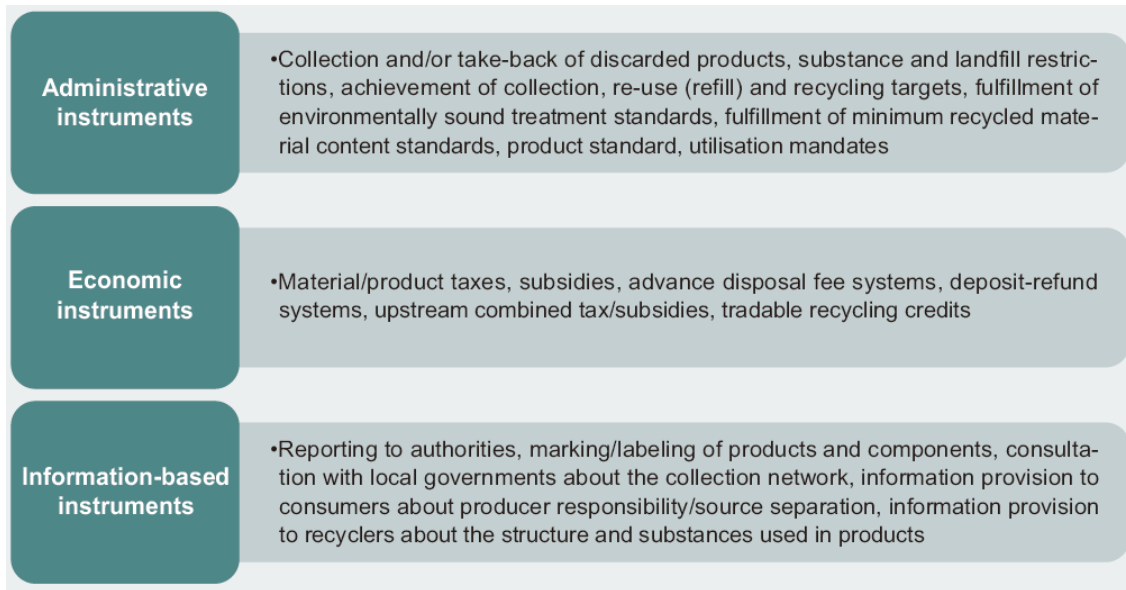 Administrative
instruments
•Collection and/or take-back of discarded products, substance and landfill restric-
tions, achievement of collection, re-use (refill) and recycling targets, fulfillment of
environmentally sound treatment standards, fulfillment of minimum recycled mate-
rial content standards, product standard, utilisation mandates
Economic
instruments
•Material/product taxes, subsidies, advance disposal fee systems, deposit-refund
systems, upstream combined tax/subsidies, tradable recycling credits
Information-based
instruments
•Reporting to authorities, marking/labeling of products and components, consulta-
tion with local governments about the collection network, information provision to
consumers about producer responsibility/source separation, information provision
to recyclers about the structure and substances used in products